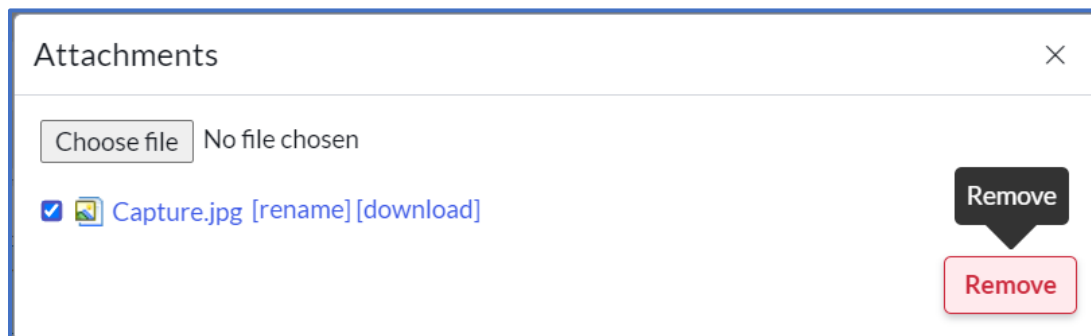 Attachments
Choose file No file chosen
Capture.jpg [rename] [download]
Remove
Remove